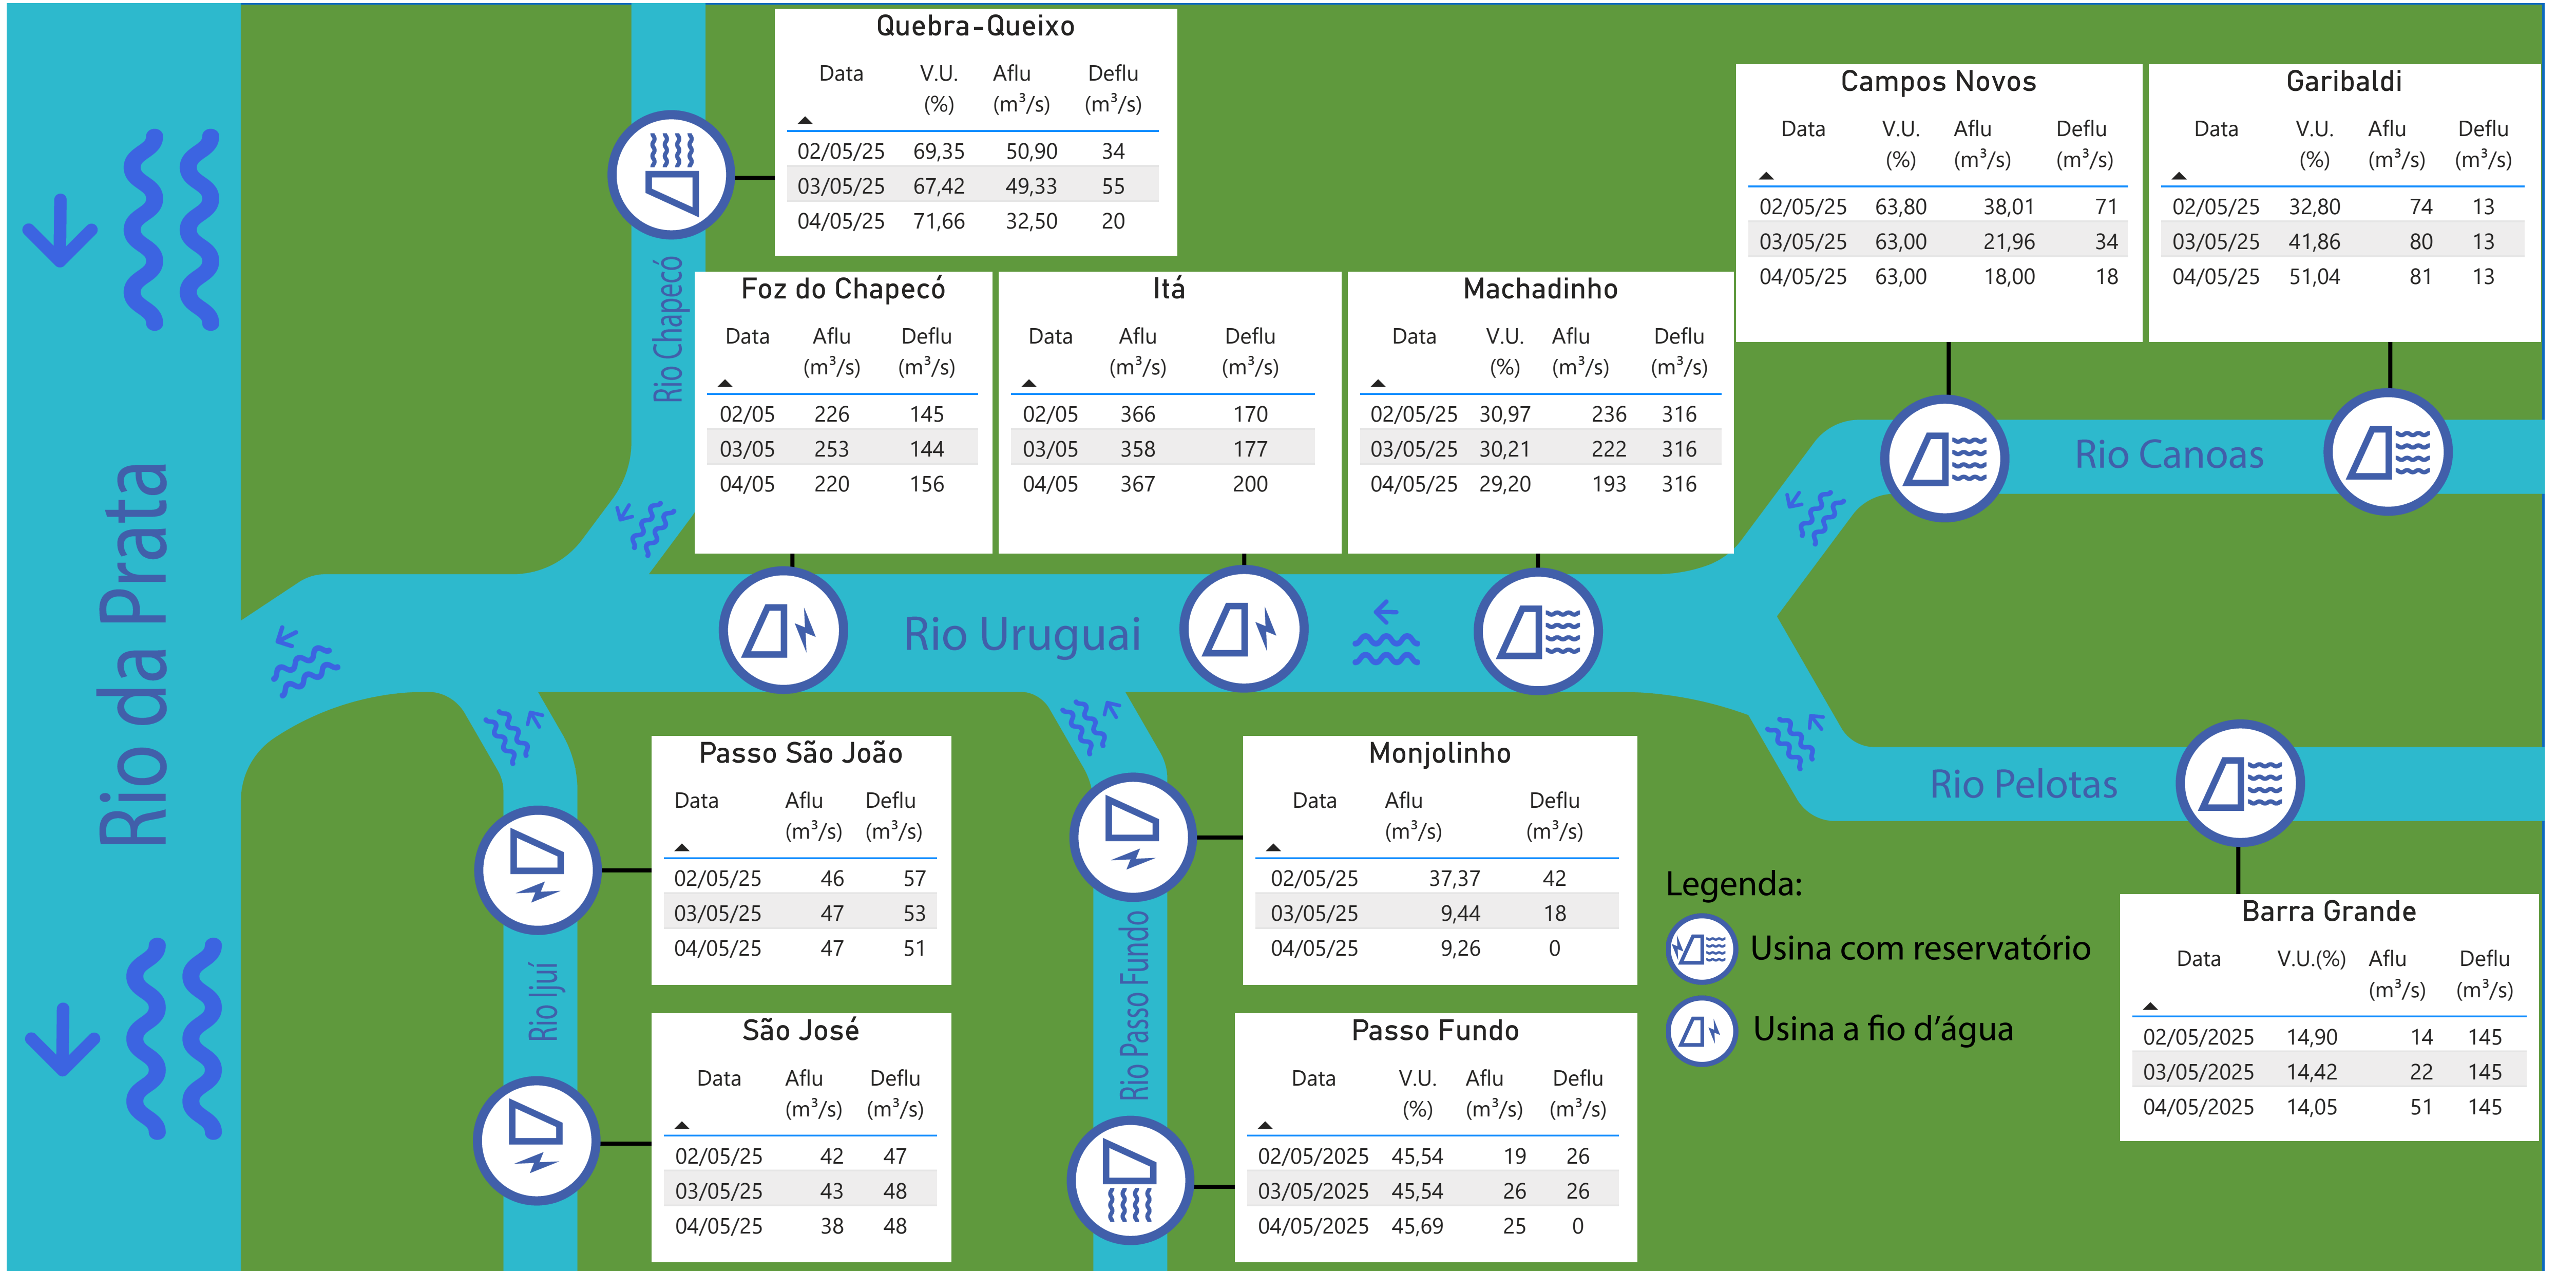 Quebra-Queixo
Data V.U. (%) Aflu (m³/s) Deflu (m³/s)
02/05/25 69,35 50,90 34
03/05/25 67,42 49,33 55
04/05/25 71,66 32,50 20
Campos Novos
Data V.U. (%) Aflu (m³/s) Deflu (m³/s)
02/05/25 63,80 38,01 71
03/05/25 63,00 21,96 34
04/05/25 63,00 18,00 18
Garibaldi
Data V.U. (%) Aflu (m³/s) Deflu (m³/s)
02/05/25 32,80 74 13
03/05/25 41,86 80 13
04/05/25 51,04 81 13
Rio Chapecó
Foz do Chapecó
Data Aflu (m³/s) Deflu (m³/s)
02/05 226 145
03/05 253 144
04/05 220 156
Itá
Data Aflu (m³/s) Deflu (m³/s)
02/05 366 170
03/05 358 177
04/05 367 200
Machadinho
Data V.U. (%) Aflu (m³/s) Deflu (m³/s)
02/05/25 30,97 236 316
03/05/25 30,21 222 316
04/05/25 29,20 193 316
Rio Canoas
Rio da Prata
Rio Uruguai
Rio Pelotas
Passo São João
Data Aflu (m³/s) Deflu (m³/s)
02/05/25 46 57
03/05/25 47 53
04/05/25 47 51
Monjolinho
Data Aflu (m³/s) Deflu (m³/s)
02/05/25 37,37 42
03/05/25 9,44 18
04/05/25 9,26 0
Legenda:
Usina com reservatório
Usina a fio d’água
Barra Grande
Data V.U.(%) Aflu (m³/s) Deflu (m³/s)
02/05/2025 14,90 14 145
03/05/2025 14,42 22 145
04/05/2025 14,05 51 145
Rio Ijuí
São José
Data Aflu (m³/s) Deflu (m³/s)
02/05/25 42 47
03/05/25 43 48
04/05/25 38 48
Rio Passo Fundo
Passo Fundo
Data V.U. (%) Aflu (m³/s) Deflu (m³/s)
02/05/2025 45,54 19 26
03/05/2025 45,54 26 26
04/05/2025 45,69 25 0